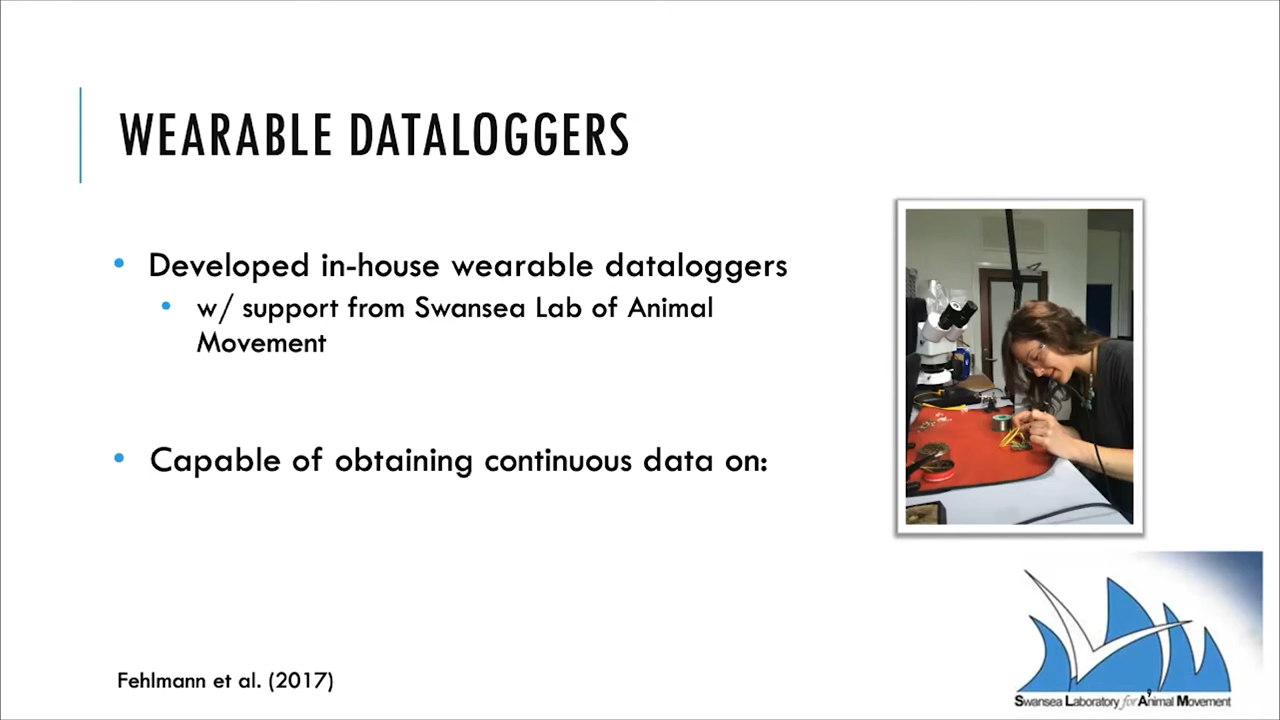 WEARABLE DATALOGGERS
• Developed in-house wearable dataloggers
• w/ support from Swansea Lab of Animal
Movement
• Capable of obtaining continuous data on:
Fehlmann et al. (2017)
Swansea Laboratory for Animal Movement
9